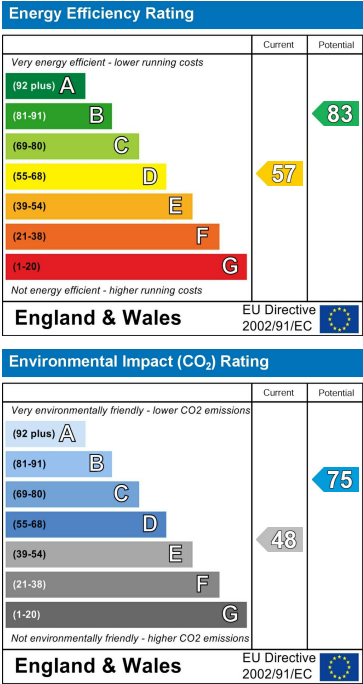 Energy Efficiency Rating
Current Potential
Very energy efficient - lower running costs
(92 plus) A
(81-91) B
83
(69-80) C
(55-68) D
57
(39-54) E
(21-38) F
(1-20) G
Not energy efficient - higher running costs
England & Wales
EU Directive
2002/91/EC
Environmental Impact (CO₂) Rating
Current Potential
Very environmentally friendly - lower CO2 emissions
(92 plus) A
(81-91) B
75
(69-80) C
(55-68) D
48
(39-54) E
(21-38) F
(1-20) G
Not environmentally friendly - higher CO2 emissions
England & Wales
EU Directive
2002/91/EC